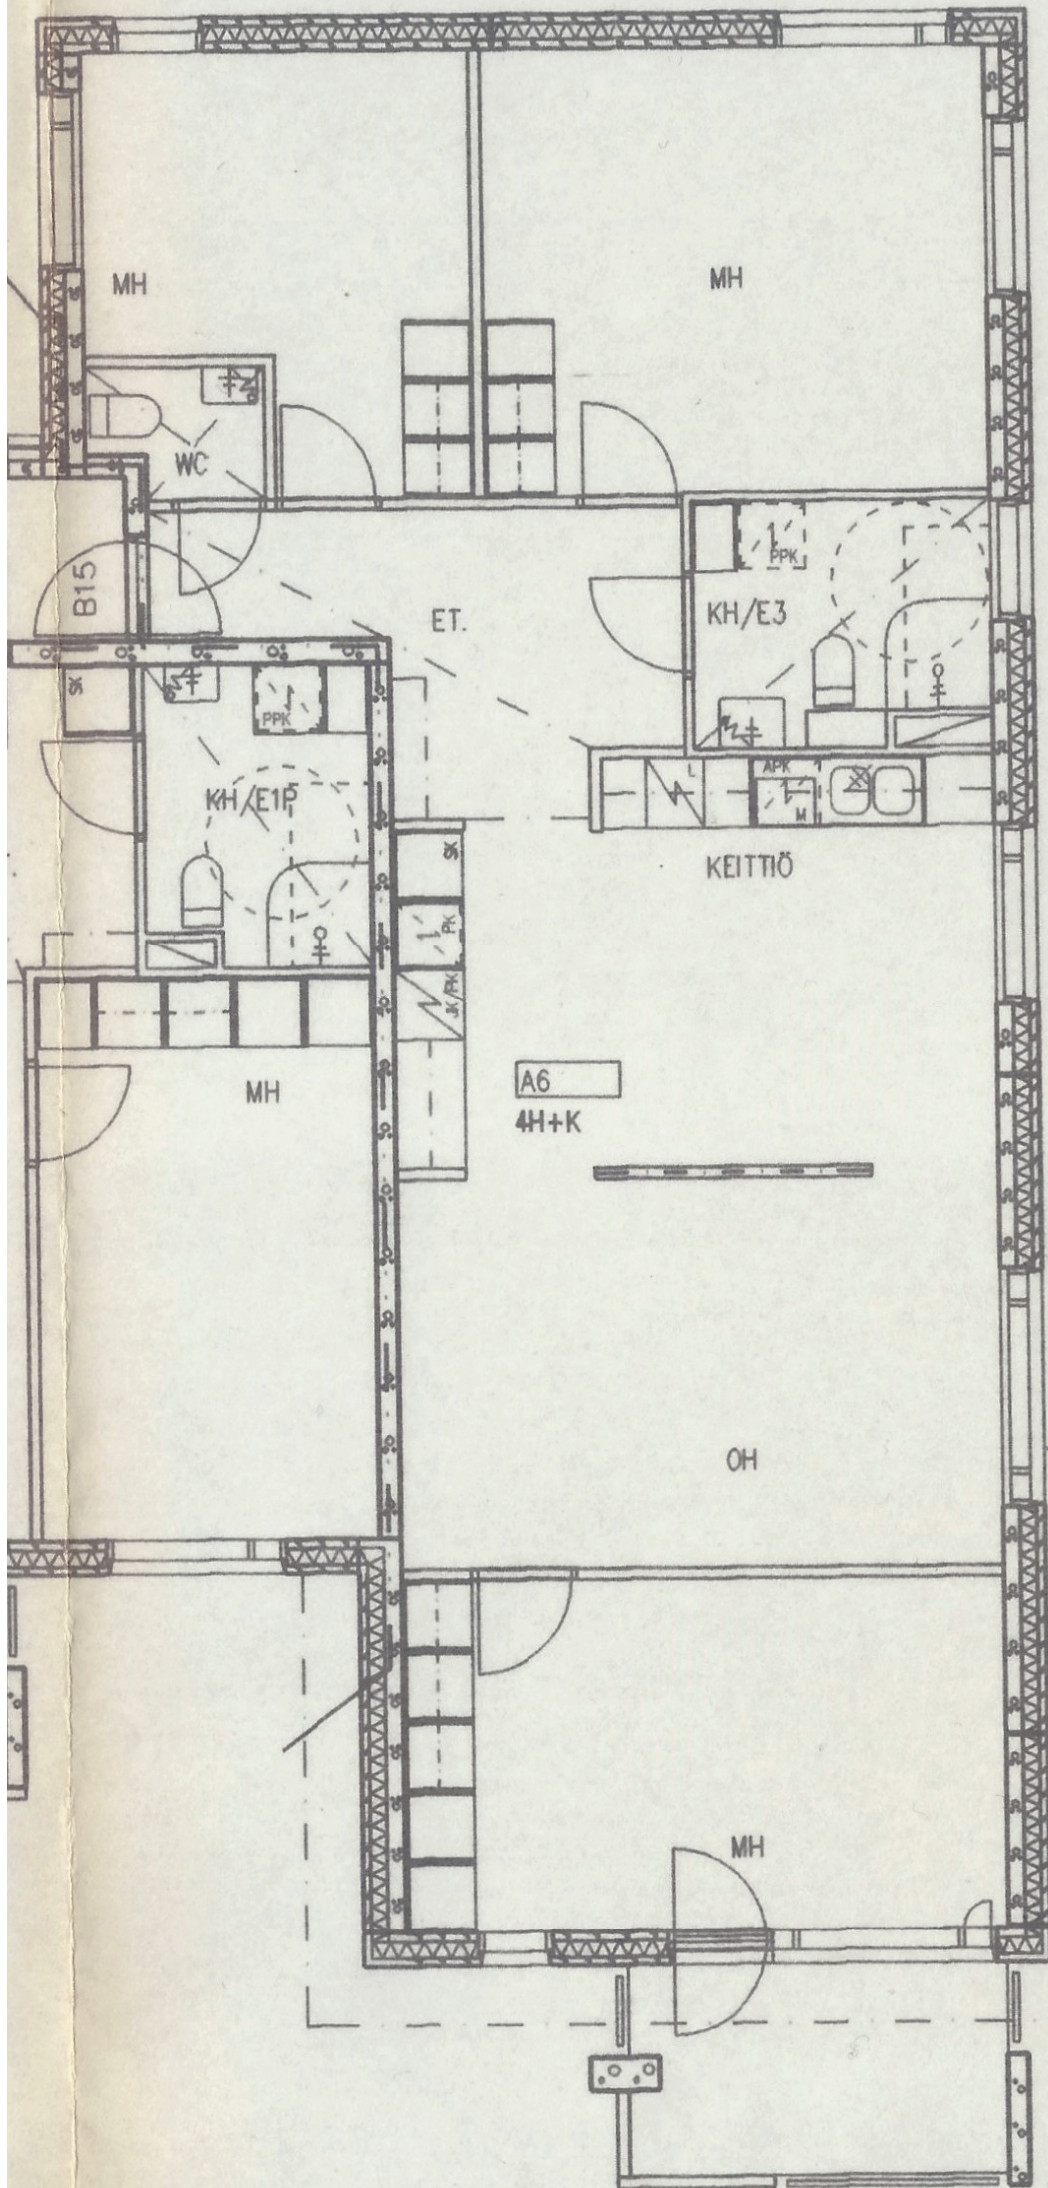 MH
MH
WC
PPK
B15
ET.
KH/E3
SK
PPK
L
APK
M
KH/E1P
KEITTIÖ
SK
PK
JK/PK
MH
A6
4H+K
OH
MH